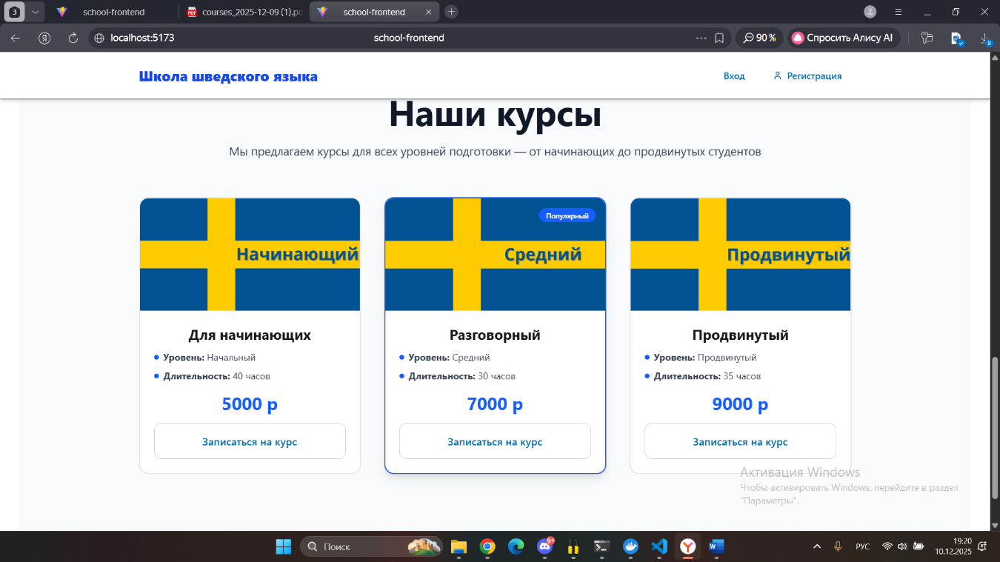 3
school-frontend
courses_2025-12-09 (1).pd
school-frontend
localhost:5173
school-frontend
90 %
Спросить Алису AI
8
Школа шведского языка
Вход
Регистрация
Наши курсы
Мы предлагаем курсы для всех уровней подготовки — от начинающих до продвинутых студентов
Начинающий
Популярный
Средний
Продвинутый
Для начинающих
Уровень: Начальный
Длительность: 40 часов
5000 р
Записаться на курс
Разговорный
Уровень: Средний
Длительность: 30 часов
7000 р
Записаться на курс
Продвинутый
Уровень: Продвинутый
Длительность: 35 часов
9000 р
Записаться на курс
Активация Windows
Чтобы активировать Windows, перейдите в раздел
"Параметры".
Поиск
9+
РУС
19:20
10.12.2025